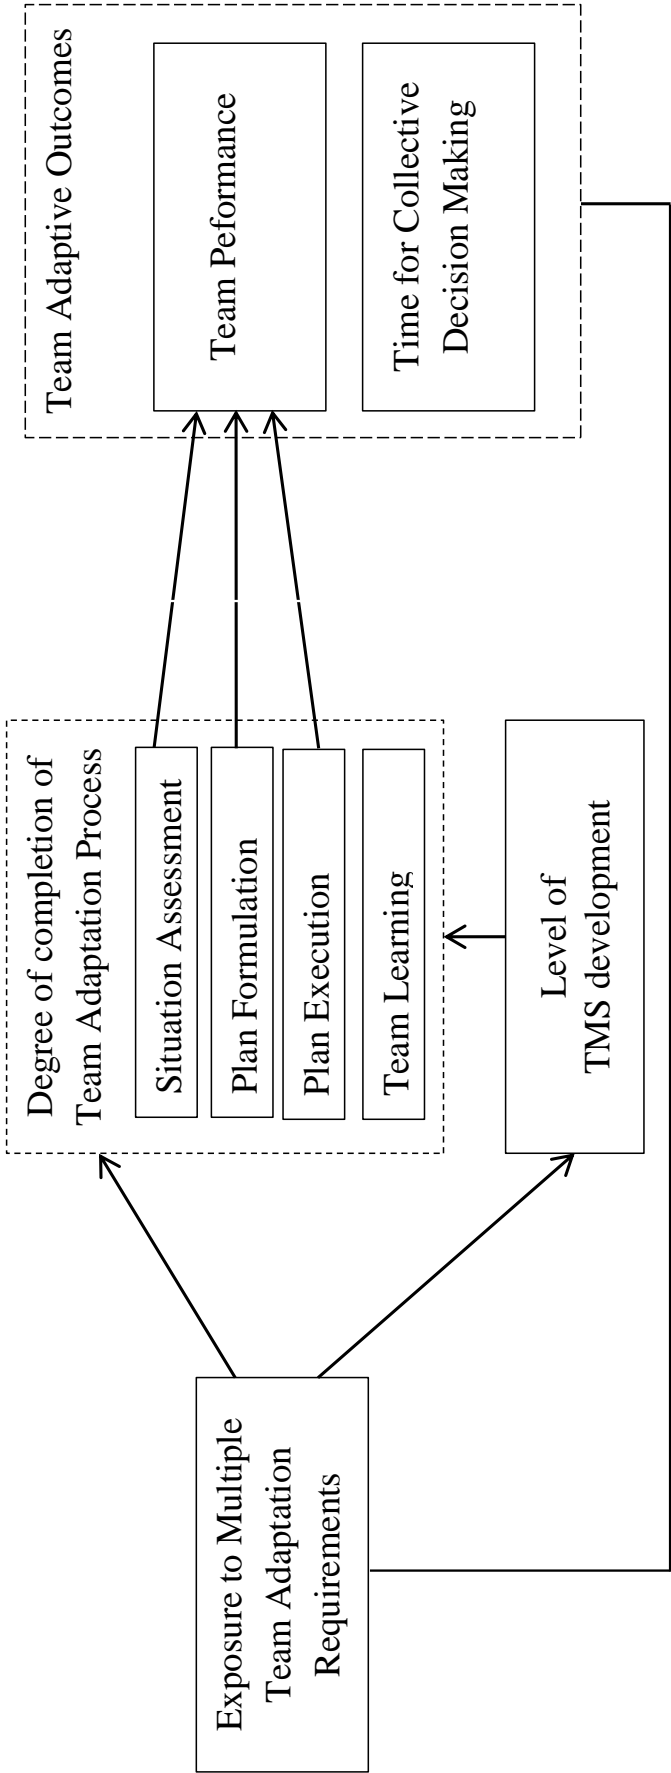 Exposure to Multiple
Team Adaptation
Requirements
Degree of completion of
Team Adaptation Process
Situation Assessment
Plan Formulation
Plan Execution
Team Learning
Level of
TMS development
Team Adaptive Outcomes
Team Peformance
Time for Collective
Decision Making